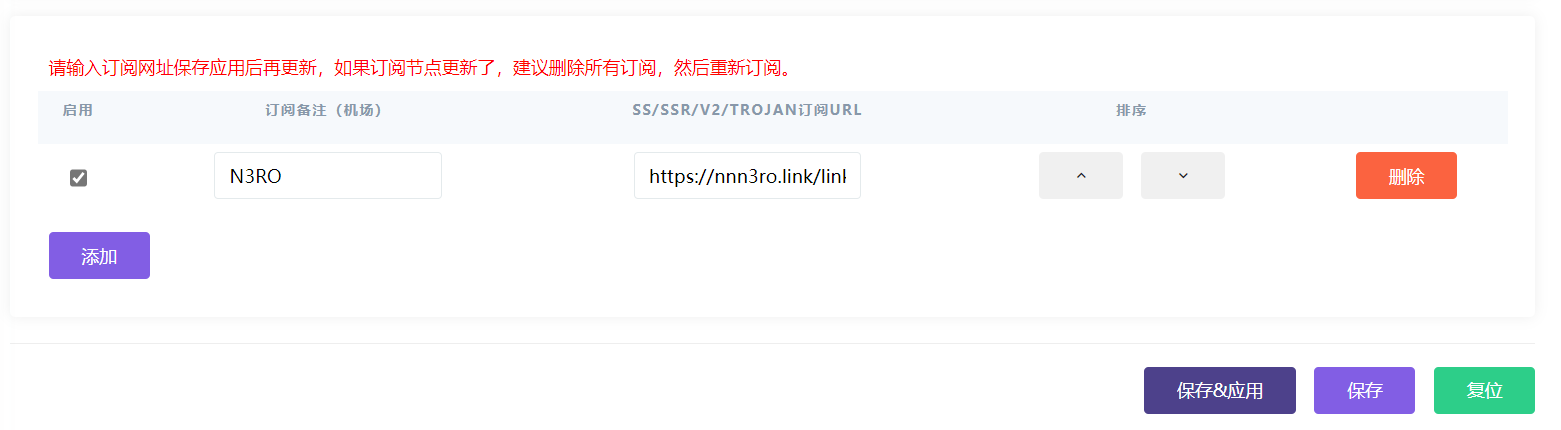 请输入订阅网址保存应用后再更新，如果订阅节点更新了，建议删除所有订阅，然后重新订阅。
启用 订阅备注（机场） SS/SSR/V2/TROJAN订阅URL 排序
N3RO https://nnn3ro.link/link 删除
添加
保存&应用 保存 复位